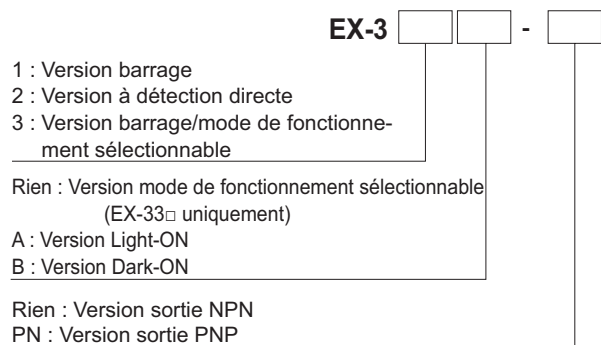 EX-3 -
1 : Version barrage
2 : Version à détection directe
3 : Version barrage/mode de fonctionne-
ment sélectionnable
Rien : Version mode de fonctionnement sélectionnable
(EX-33□ uniquement)
A : Version Light-ON
B : Version Dark-ON
Rien : Version sortie NPN
PN : Version sortie PNP